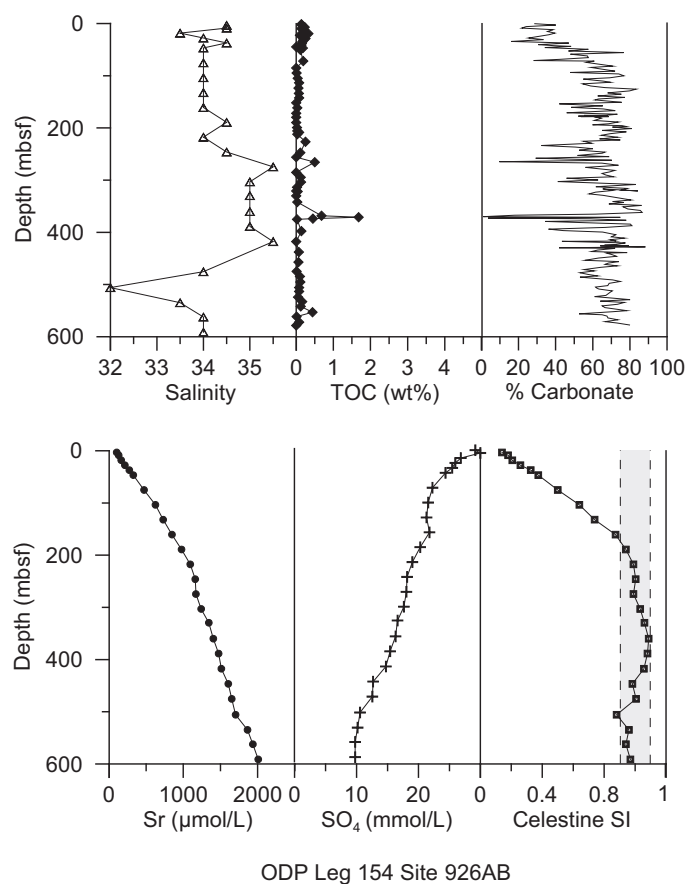 0
200
400
600
Depth (mbsf)
32 33 34 35 0 1 2 3 4 5 20 40 60 80 100
Salinity TOC (wt%) % Carbonate
0
200
400
600
Depth (mbsf)
0 1000 2000 0 10 20 0 0.4 0.8 1
Sr (µmol/L) SO4 (mmol/L) Celestine SI
ODP Leg 154 Site 926AB